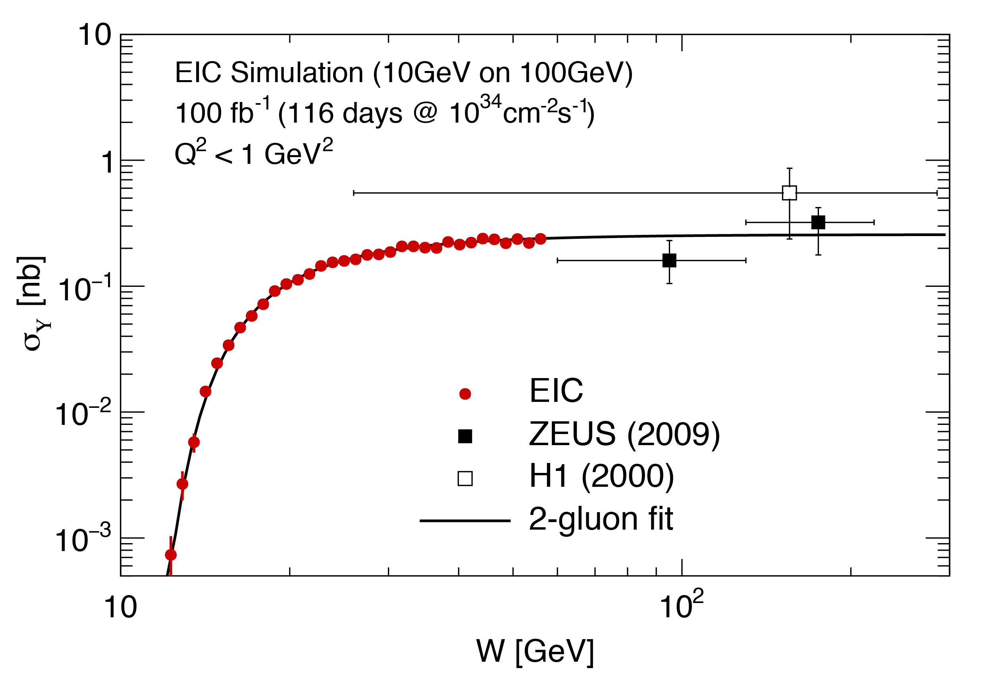 10
EIC Simulation (10GeV on 100GeV)
100 fb⁻¹ (116 days @ 10³⁴cm⁻²s⁻¹)
1
Q² < 1 GeV²
σY [nb]
10⁻¹
EIC
10⁻²
ZEUS (2009)
H1 (2000)
2-gluon fit
10⁻³
10
10²
W [GeV]